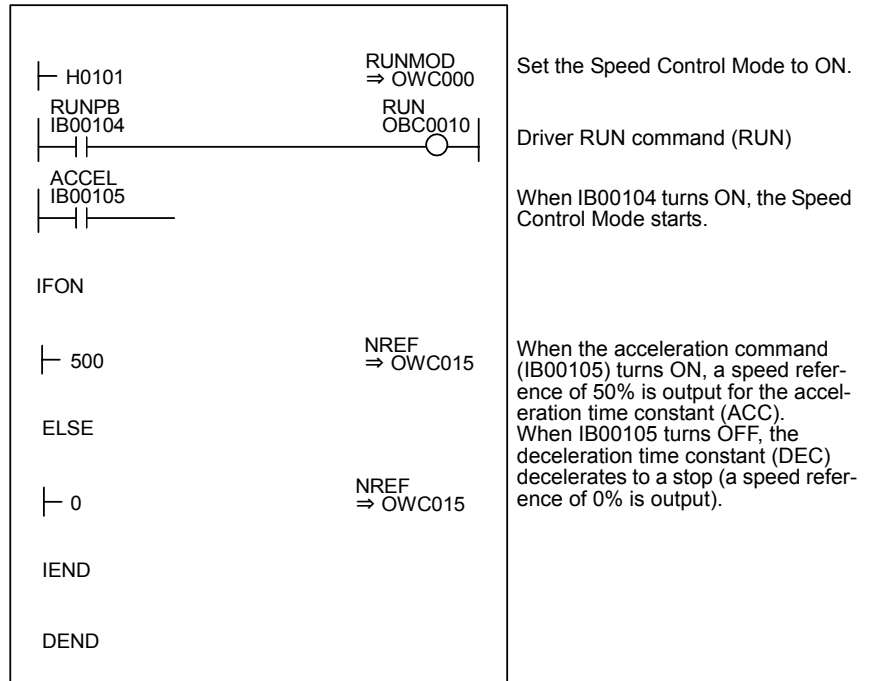 H0101
RUNMOD
⇒ OWC000
Set the Speed Control Mode to ON.
RUNPB
IB00104
RUN
OBC0010
Driver RUN command (RUN)
ACCEL
IB00105
When IB00104 turns ON, the Speed
Control Mode starts.
IFON
500
NREF
⇒ OWC015
When the acceleration command
(IB00105) turns ON, a speed refer-
ence of 50% is output for the accel-
eration time constant (ACC).
When IB00105 turns OFF, the
deceleration time constant (DEC)
decelerates to a stop (a speed refer-
ence of 0% is output).
ELSE
0
NREF
⇒ OWC015
IEND
DEND